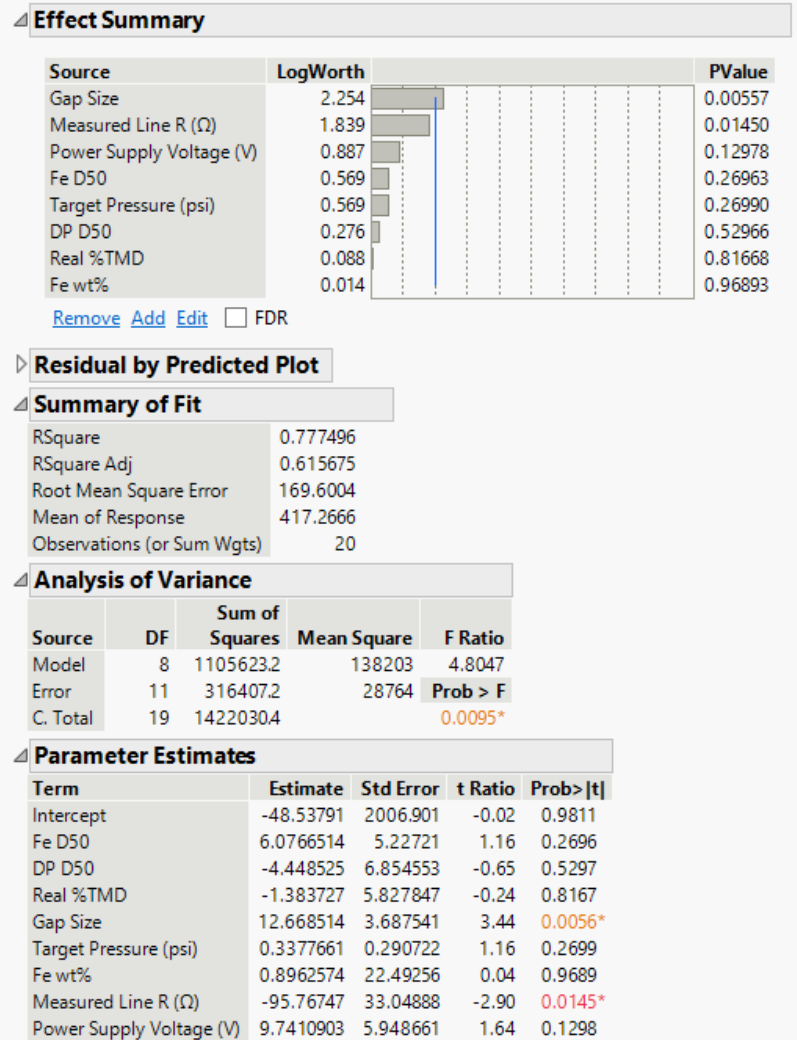 Effect Summary
Source LogWorth PValue
Gap Size 2.254 0.00557
Measured Line R (Ω) 1.839 0.01450
Power Supply Voltage (V) 0.887 0.12978
Fe D50 0.569 0.26963
Target Pressure (psi) 0.569 0.26990
DP D50 0.276 0.52966
Real %TMD 0.088 0.81668
Fe wt% 0.014 0.96893
Remove Add Edit FDR
Residual by Predicted Plot
Summary of Fit
RSquare 0.777496
RSquare Adj 0.615675
Root Mean Square Error 169.6004
Mean of Response 417.2666
Observations (or Sum Wgts) 20
Analysis of Variance
Sum of
Source DF Squares Mean Square F Ratio
Model 8 1105623.2 138203 4.8047
Error 11 316407.2 28764 Prob > F
C. Total 19 1422030.4 0.0095*
Parameter Estimates
Term Estimate Std Error t Ratio Prob>|t|
Intercept -48.53791 2006.901 -0.02 0.9811
Fe D50 6.0766514 5.22721 1.16 0.2696
DP D50 -4.448525 6.854553 -0.65 0.5297
Real %TMD -1.383727 5.827847 -0.24 0.8167
Gap Size 12.668514 3.687541 3.44 0.0056*
Target Pressure (psi) 0.3377661 0.290722 1.16 0.2699
Fe wt% 0.8962574 22.49256 0.04 0.9689
Measured Line R (Ω) -95.76747 33.04888 -2.90 0.0145*
Power Supply Voltage (V) 9.7410903 5.948661 1.64 0.1298